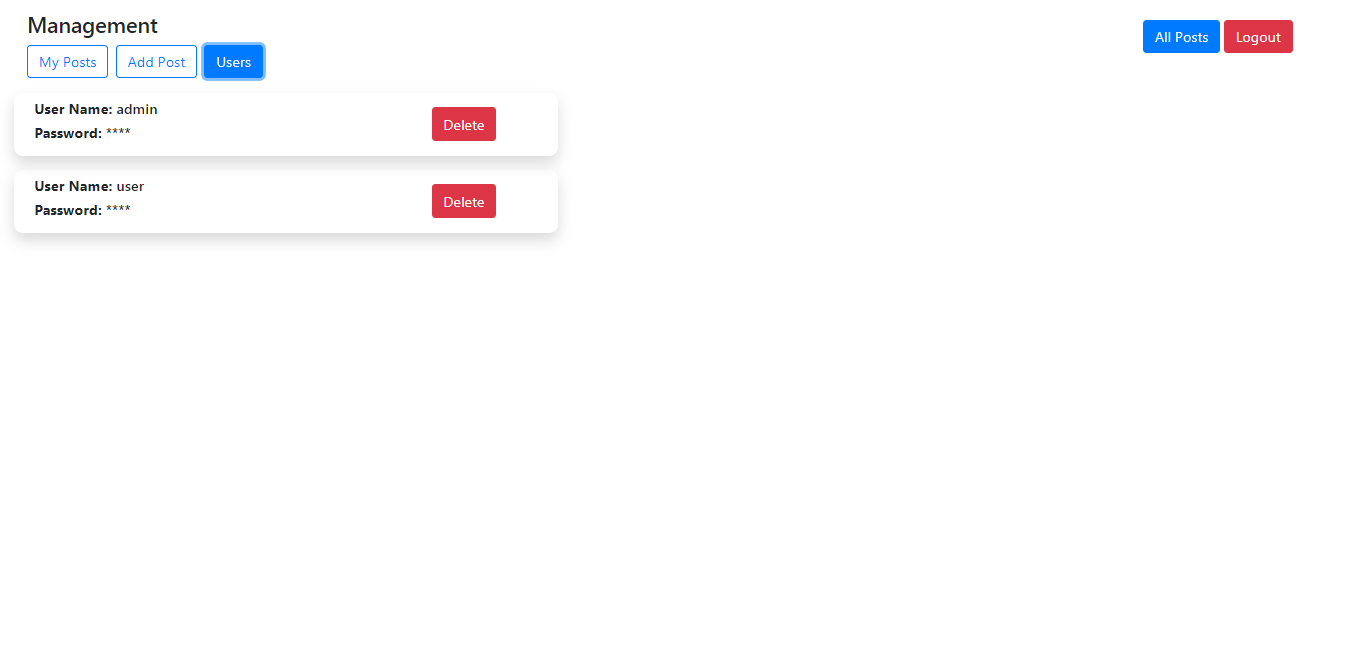 Management
All Posts Logout
My Posts Add Post Users
User Name: admin
Password: ****
Delete
User Name: user
Password: ****
Delete